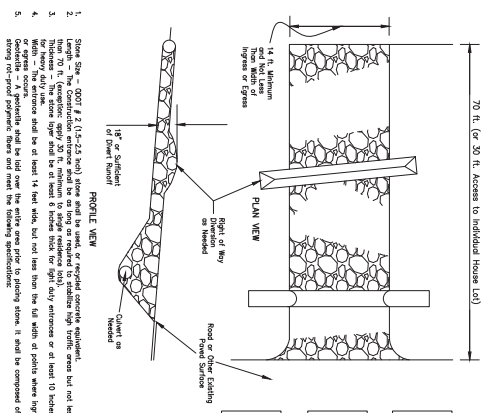 70 ft. (or 30 ft. Access to Individual House Lot)
14 ft. Minimum
and Not Less
Than Width of
Ingress or Egress
PLAN VIEW
Right of Way
Diversion
as Needed
Road or Other Existing
Paved Surface
18" or Sufficient
of Divert Runoff
Culvert as
Needed
PROFILE VIEW
1. Stone Size – ODOT # 2 (1.5–2.5 inch) stone shall be used, or recycled concrete equivalent.
2. Length – The Construction entrance shall be as long as required to stabilize high traffic areas but not les
than 70 ft. (exception: apply 30 ft. minimum to single residence lots).
3. Thickness – The stone layer shall be at least 6 inches thick for light duty entrances or at least 10 inches
for heavy duty use.
4. Width – The entrance shall be at least 14 feet wide, but not less than the full width at points where ingr
or egress occurs.
5. Geotextile – A geotextile shall be laid over the entire area prior to placing stone. It shall be composed of
strong rot–proof polymeric fibers and meet the following specifications: